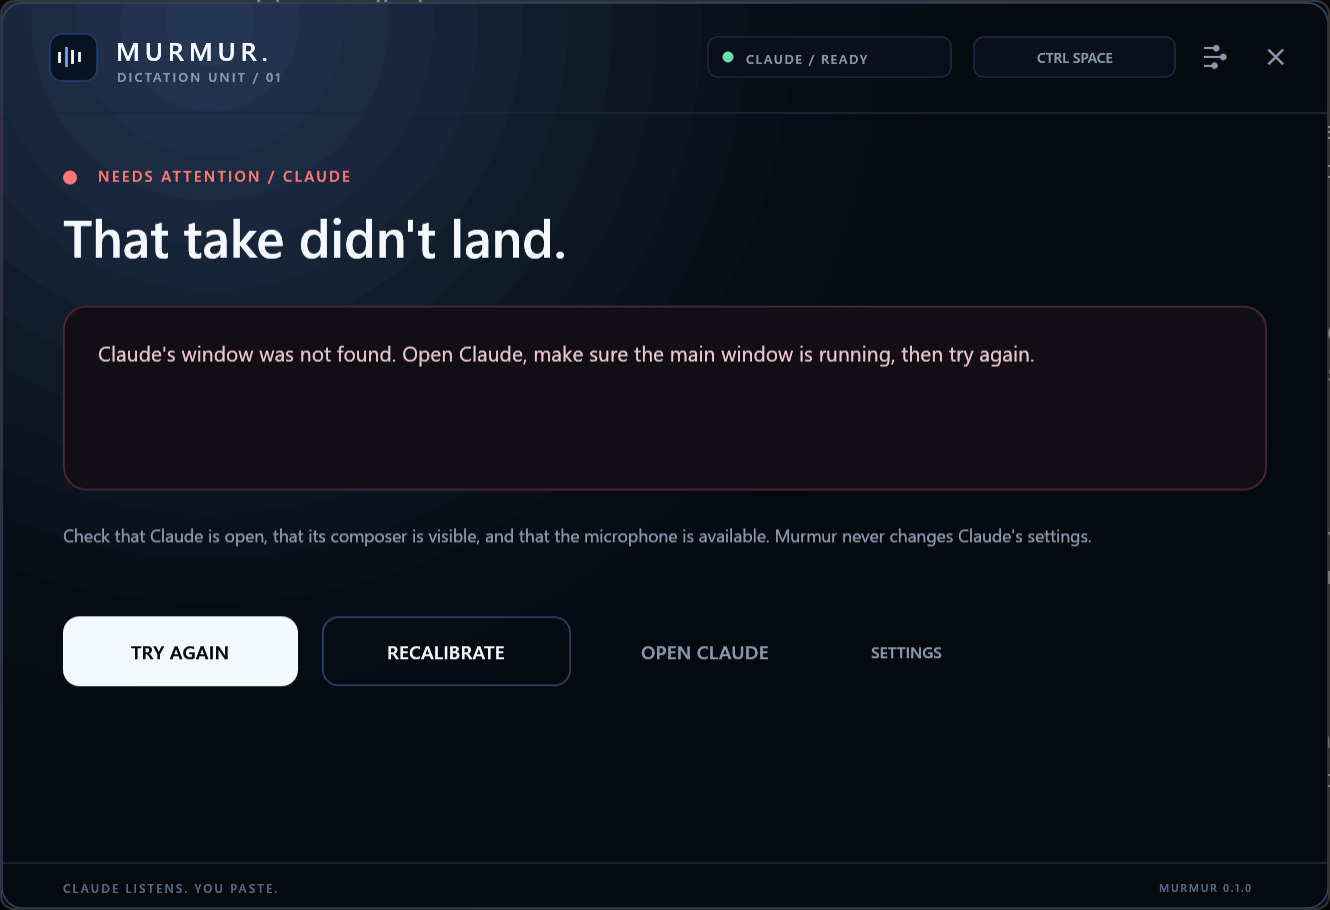 MURMUR.
DICTATION UNIT / 01
CLAUDE / READY
CTRL SPACE
NEEDS ATTENTION / CLAUDE
That take didn't land.
Claude's window was not found. Open Claude, make sure the main window is running, then try again.
Check that Claude is open, that its composer is visible, and that the microphone is available. Murmur never changes Claude's settings.
TRY AGAIN
RECALIBRATE
OPEN CLAUDE
SETTINGS
CLAUDE LISTENS. YOU PASTE.
MURMUR 0.1.0